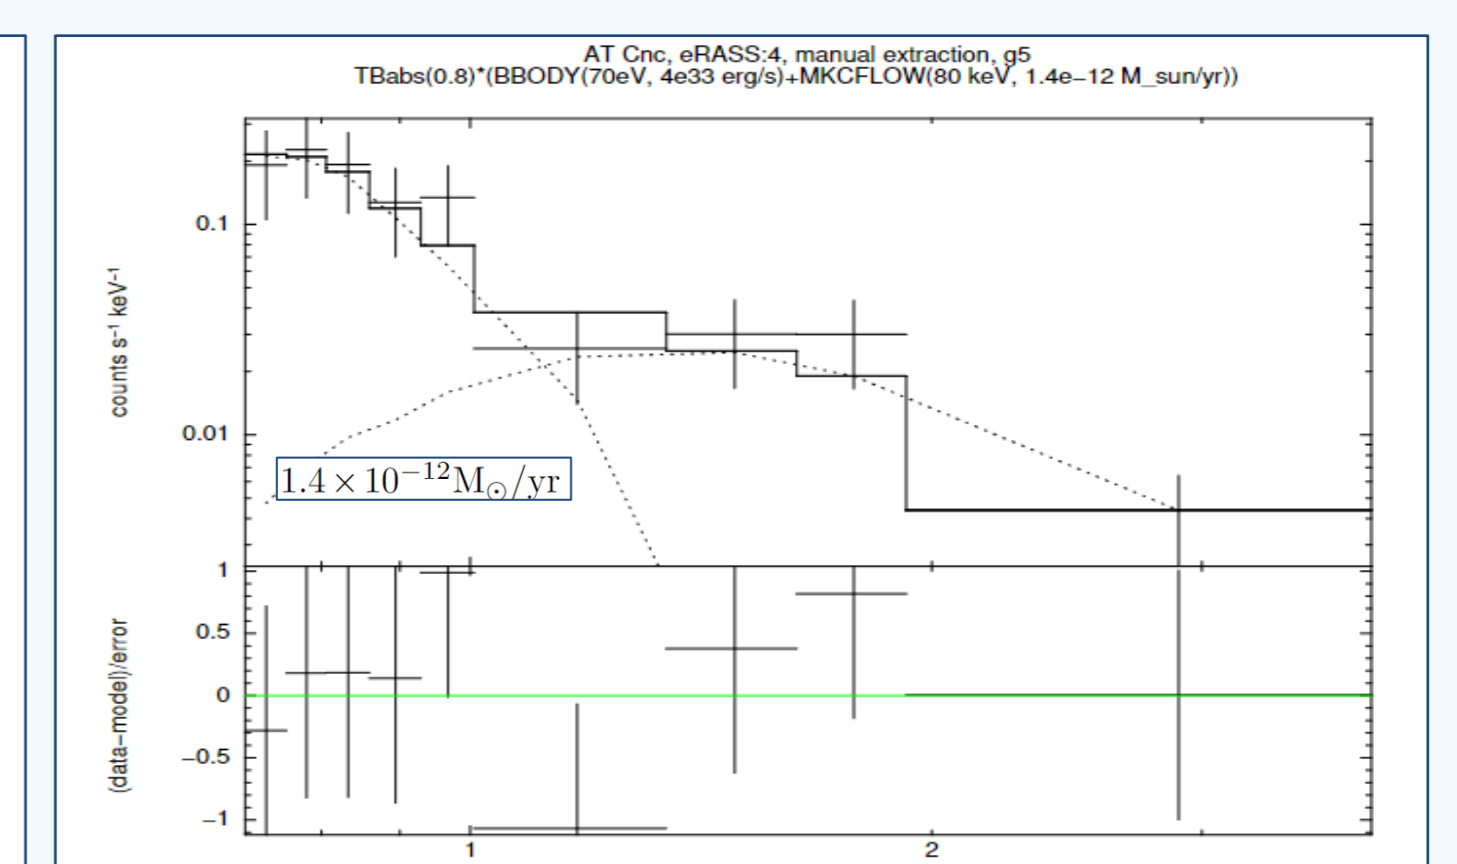 AT Cnc, eRASS:4, manual extraction, g5
TBabs(0.8)*(BBODY(70eV, 4e33 erg/s)+MKCFLOW(80 keV, 1.4e−12 M_sun/yr))
counts s⁻¹ keV⁻¹
0.1
0.01
1.4 × 10⁻¹²M☉/yr
(data−model)/error
1
0.5
0
−0.5
−1
1 2